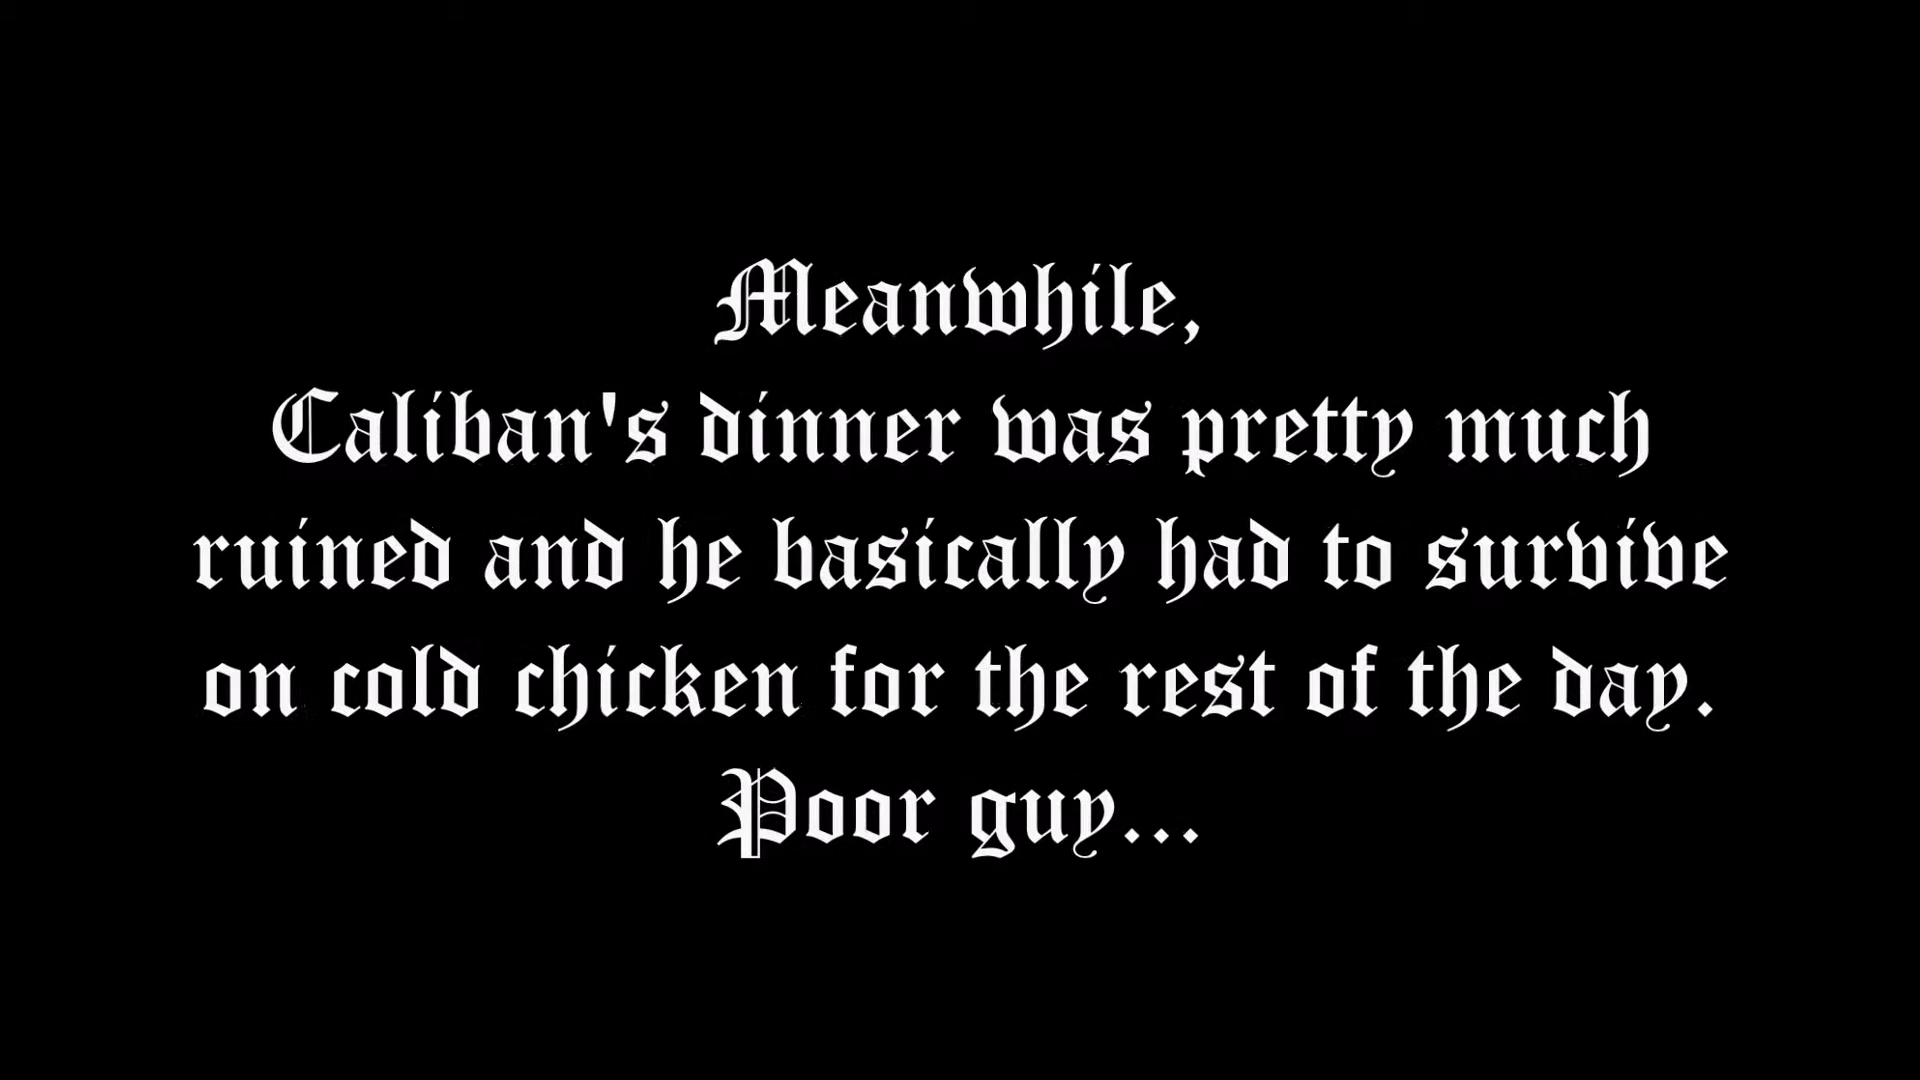 Meanwhile,
Caliban's dinner was pretty much
ruined and he basically had to survive
on cold chicken for the rest of the day.
Poor guy...